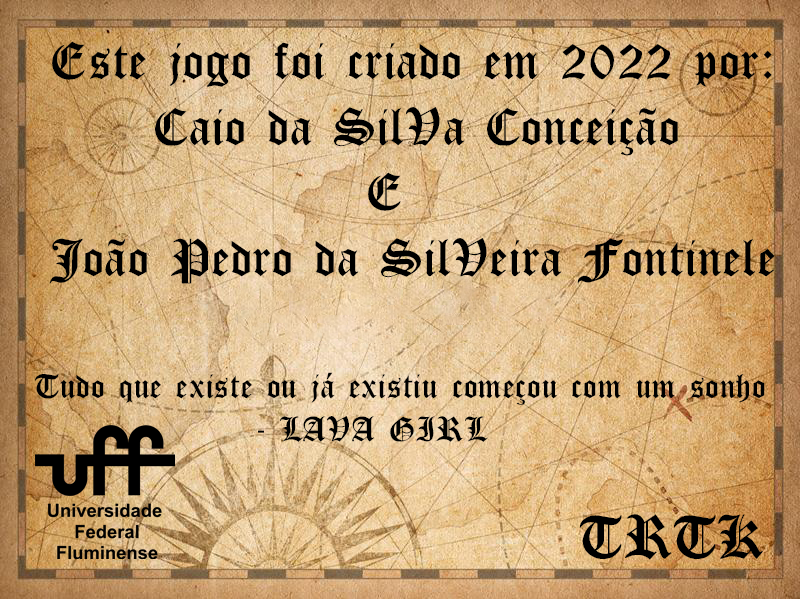 Este jogo foi criado em 2022 por:
Caio da SilVa Conceição
E
João Pedro da SilVeira Fontinele
Tudo que existe ou já existiu começou com um sonho
- LAVA GIRL
uff
Universidade
Federal
Fluminense
TRTk